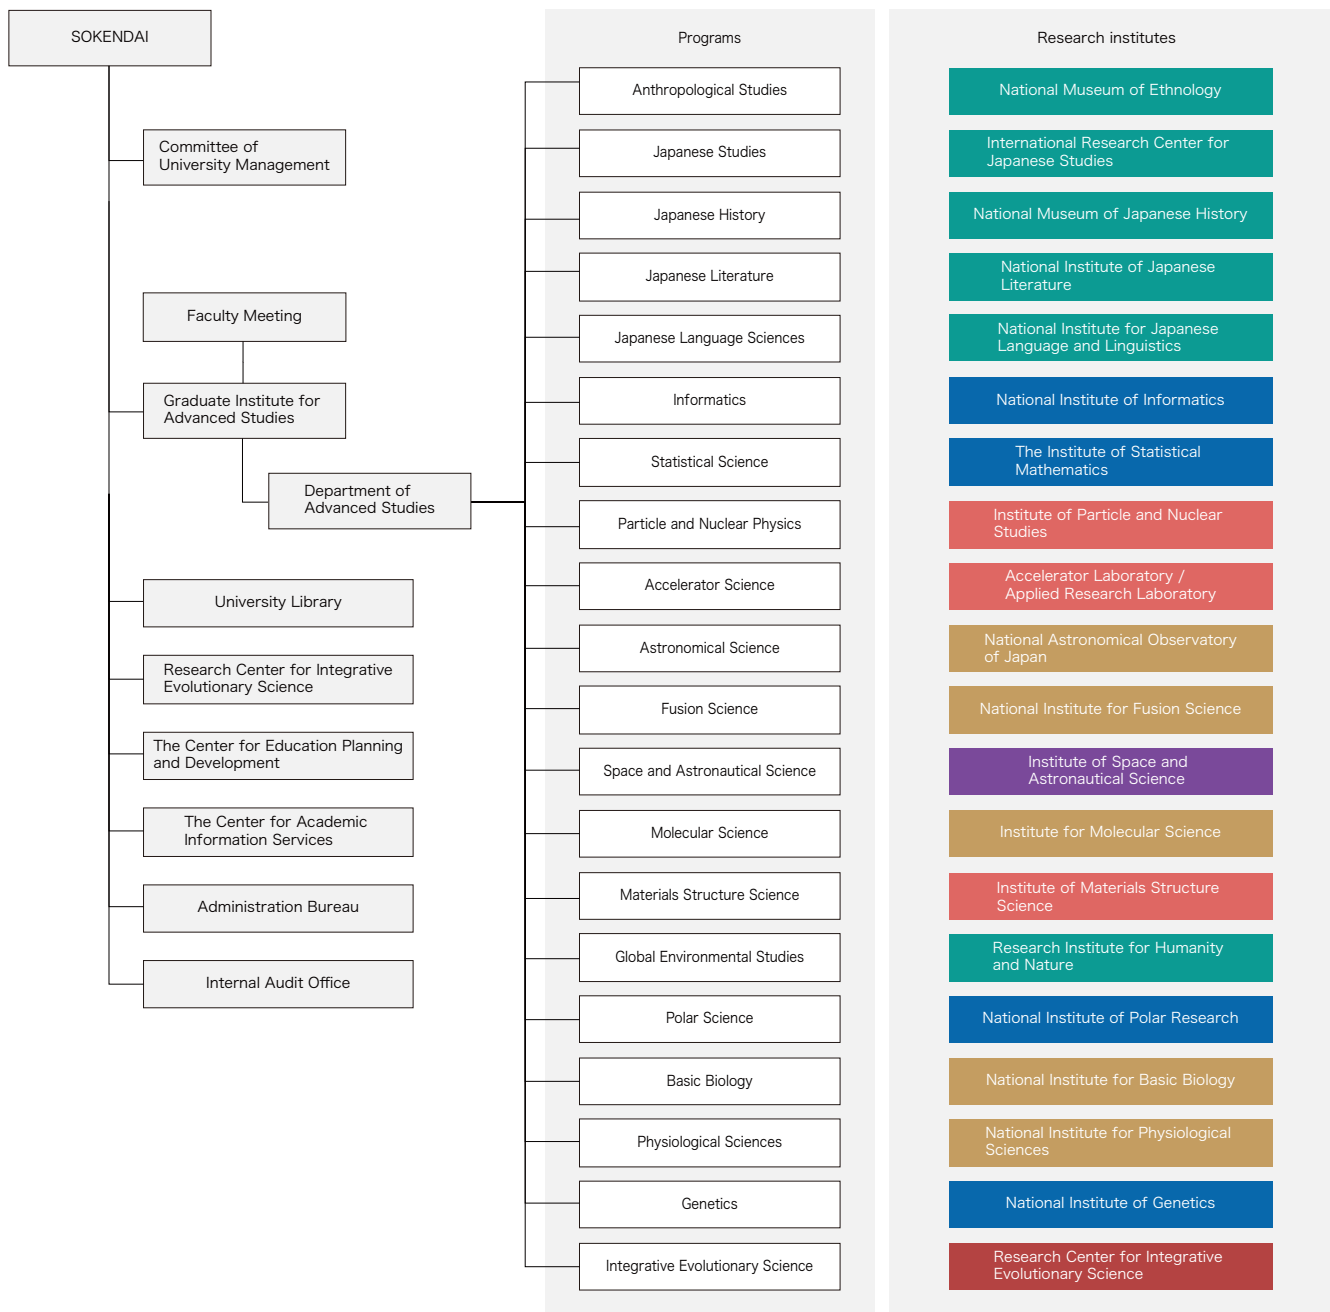 SOKENDAI
Committee of
University Management
Faculty Meeting
Graduate Institute for
Advanced Studies
Department of
Advanced Studies
University Library
Research Center for Integrative
Evolutionary Science
The Center for Education Planning
and Development
The Center for Academic
Information Services
Administration Bureau
Internal Audit Office
Programs
Anthropological Studies
Japanese Studies
Japanese History
Japanese Literature
Japanese Language Sciences
Informatics
Statistical Science
Particle and Nuclear Physics
Accelerator Science
Astronomical Science
Fusion Science
Space and Astronautical Science
Molecular Science
Materials Structure Science
Global Environmental Studies
Polar Science
Basic Biology
Physiological Sciences
Genetics
Integrative Evolutionary Science
Research institutes
National Museum of Ethnology
International Research Center for
Japanese Studies
National Museum of Japanese History
National Institute of Japanese
Literature
National Institute for Japanese
Language and Linguistics
National Institute of Informatics
The Institute of Statistical
Mathematics
Institute of Particle and Nuclear
Studies
Accelerator Laboratory /
Applied Research Laboratory
National Astronomical Observatory
of Japan
National Institute for Fusion Science
Institute of Space and
Astronautical Science
Institute for Molecular Science
Institute of Materials Structure
Science
Research Institute for Humanity
and Nature
National Institute of Polar Research
National Institute for Basic Biology
National Institute for Physiological
Sciences
National Institute of Genetics
Research Center for Integrative
Evolutionary Science